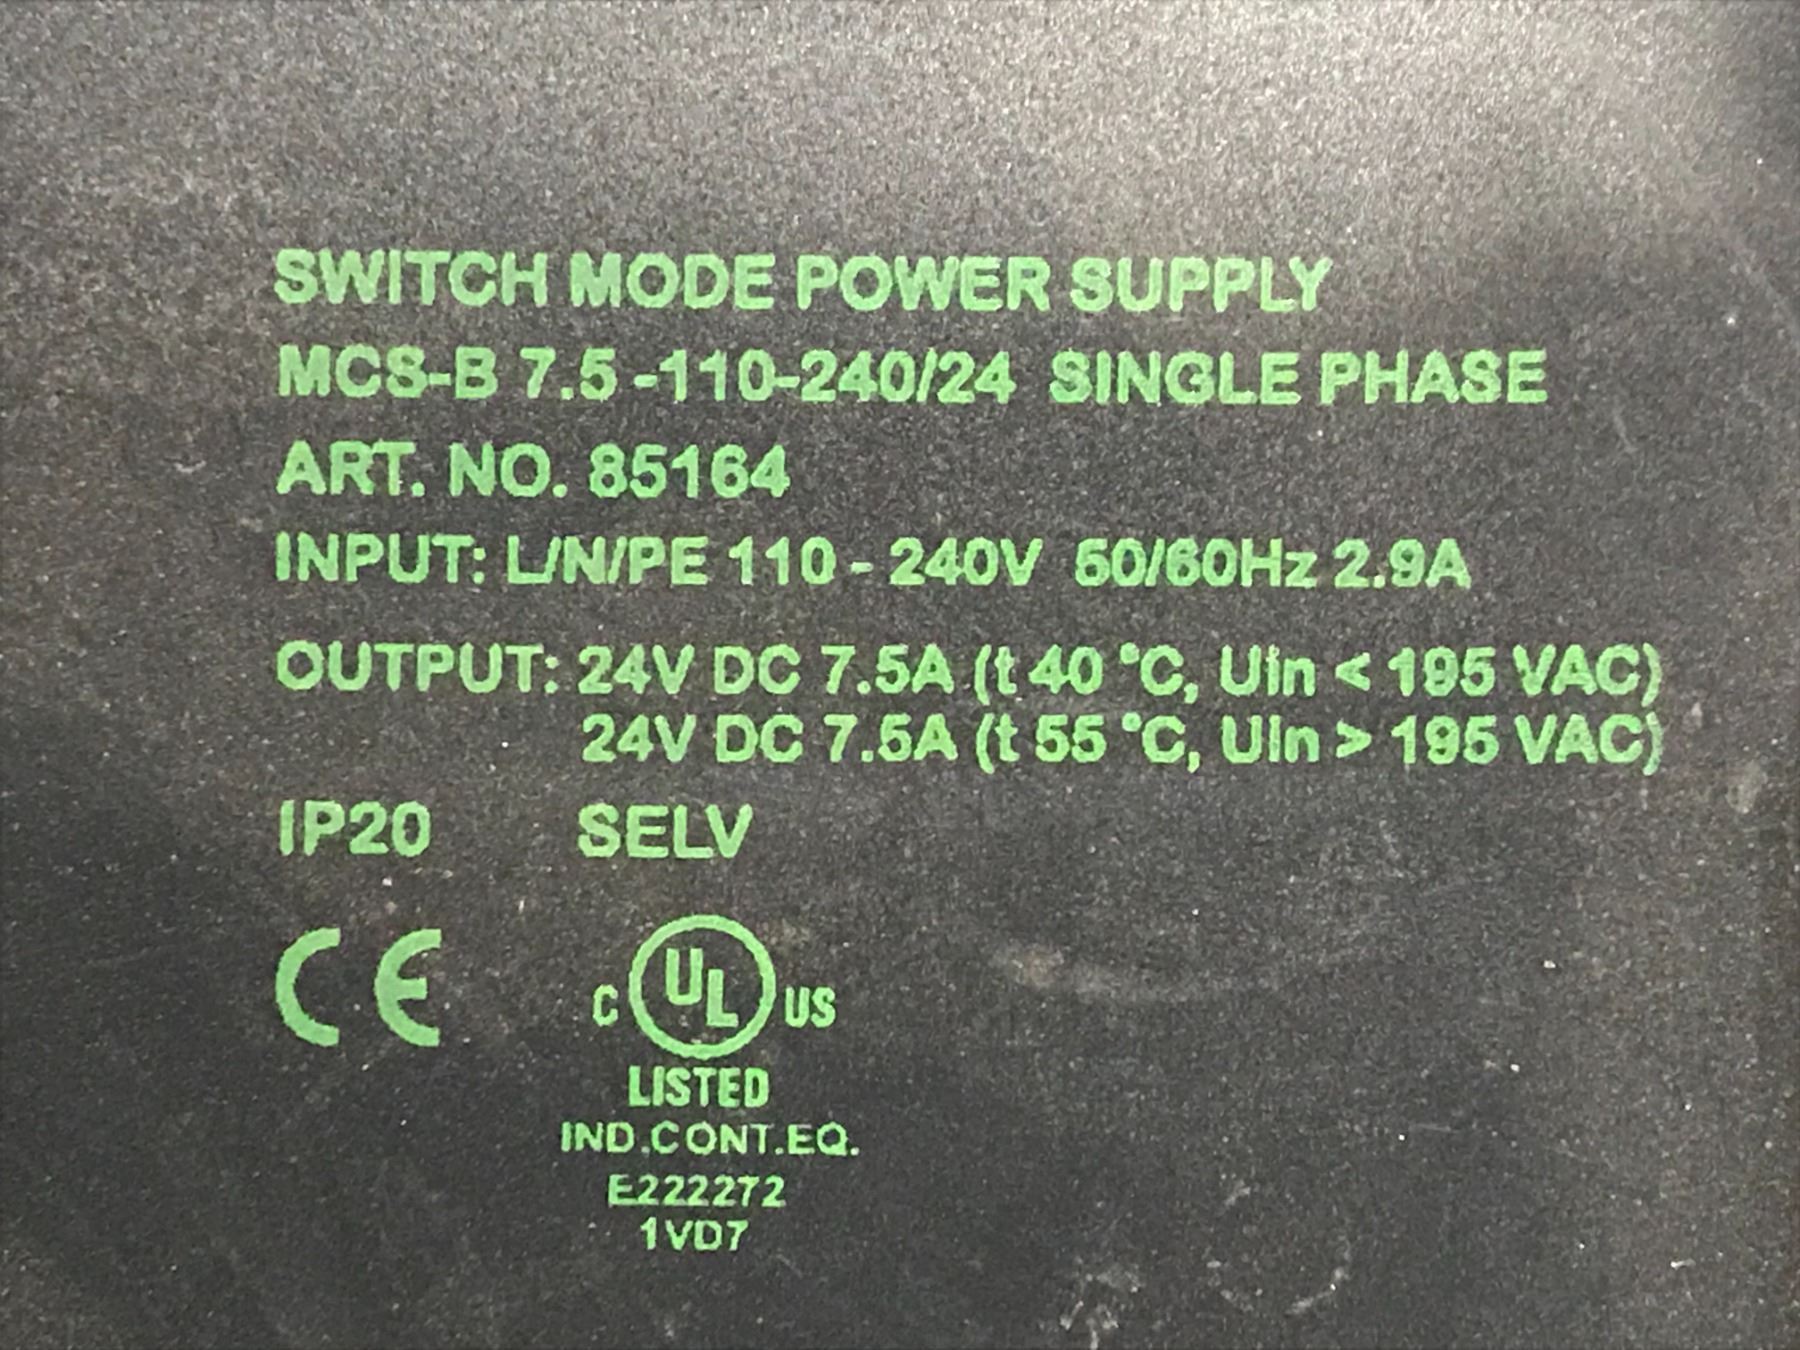 SWITCH MODE POWER SUPPLY
MCS-B 7.5 -110-240/24 SINGLE PHASE
ART. NO. 85164
INPUT: L/N/PE 110 - 240V 50/60Hz 2.9A
OUTPUT: 24V DC 7.5A (t 40 °C, Uin < 195 VAC)
24V DC 7.5A (t 55 °C, Uin > 195 VAC)
IP20 SELV
CE
C UL US
LISTED
IND.CONT.EQ.
E222272
1VD7